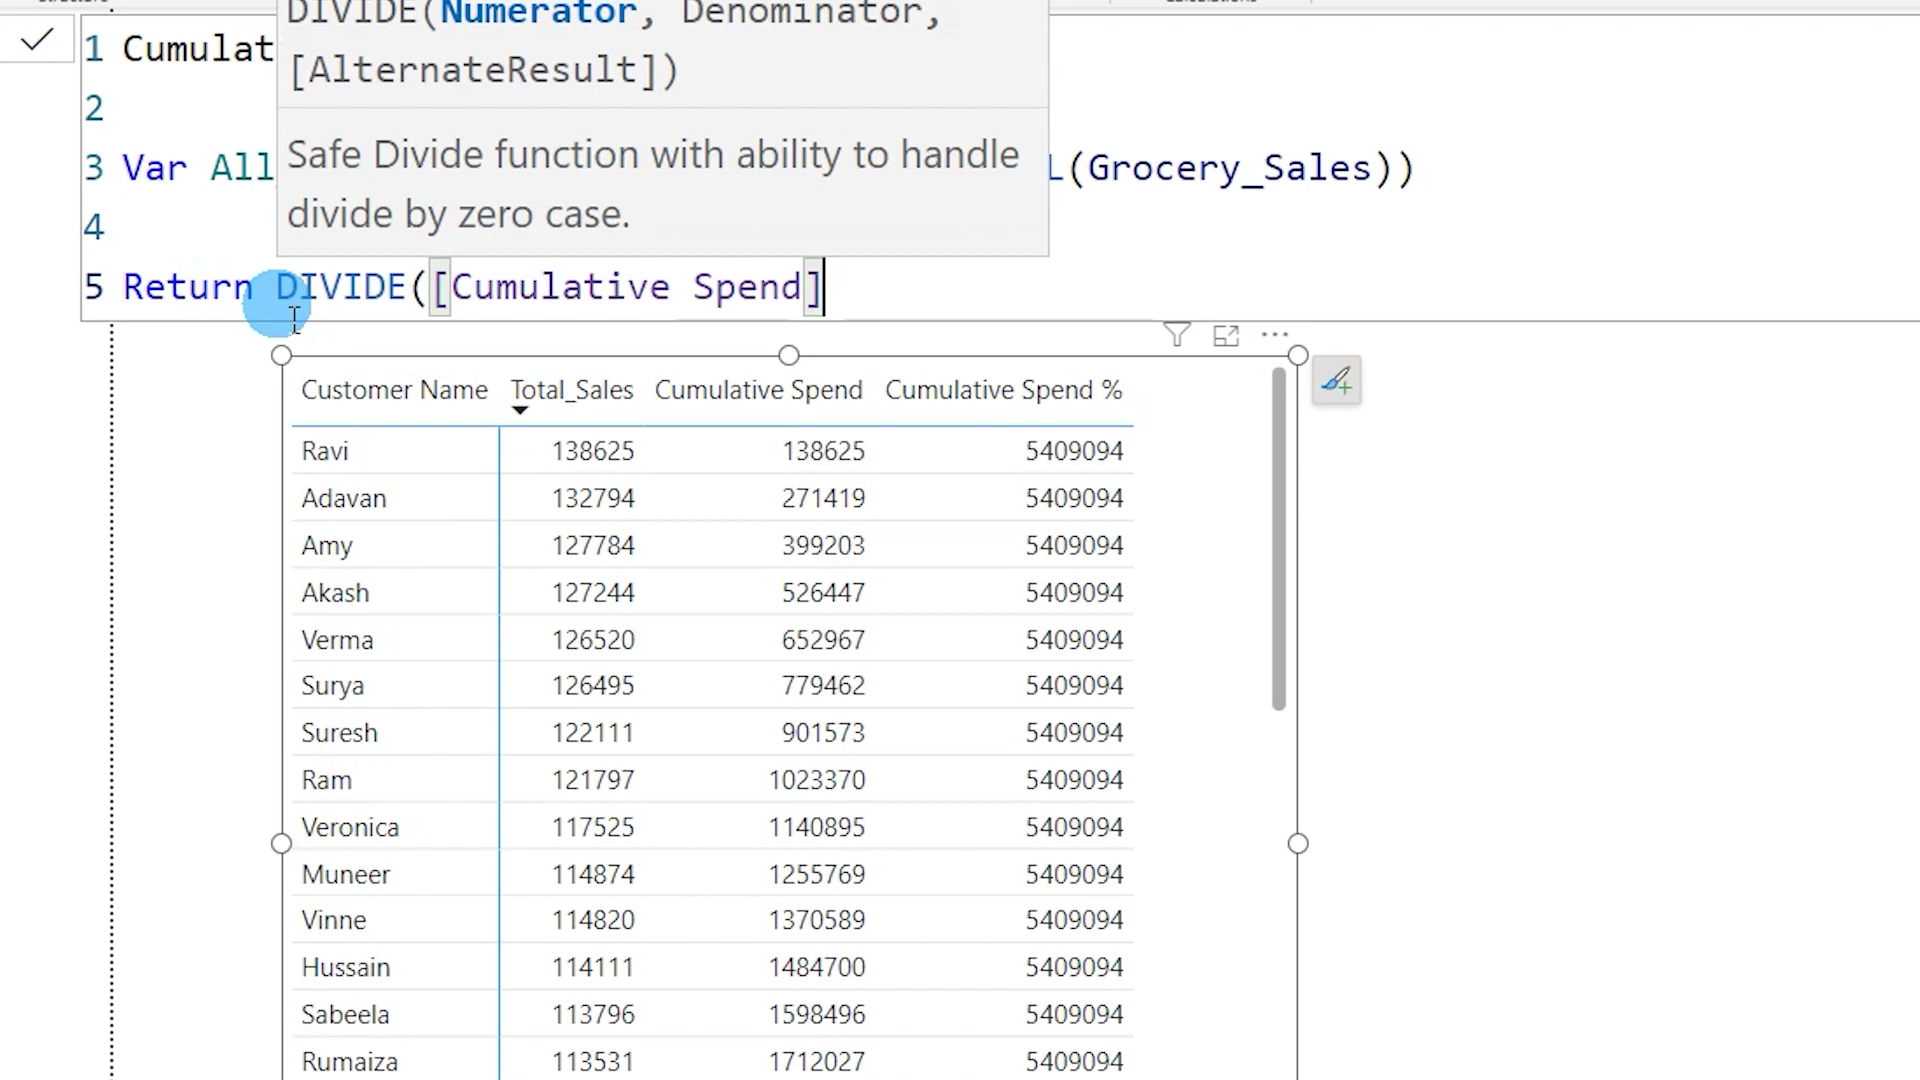 DIVIDE(Numerator, Denominator,
[AlternateResult])
Safe Divide function with ability to handle
divide by zero case.
1 Cumulat
2
3 Var All L(Grocery_Sales))
4
5 Return DIVIDE([Cumulative Spend]
Customer Name Total_Sales Cumulative Spend Cumulative Spend %
Ravi 138625 138625 5409094
Adavan 132794 271419 5409094
Amy 127784 399203 5409094
Akash 127244 526447 5409094
Verma 126520 652967 5409094
Surya 126495 779462 5409094
Suresh 122111 901573 5409094
Ram 121797 1023370 5409094
Veronica 117525 1140895 5409094
Muneer 114874 1255769 5409094
Vinne 114820 1370589 5409094
Hussain 114111 1484700 5409094
Sabeela 113796 1598496 5409094
Rumaiza 113531 1712027 5409094